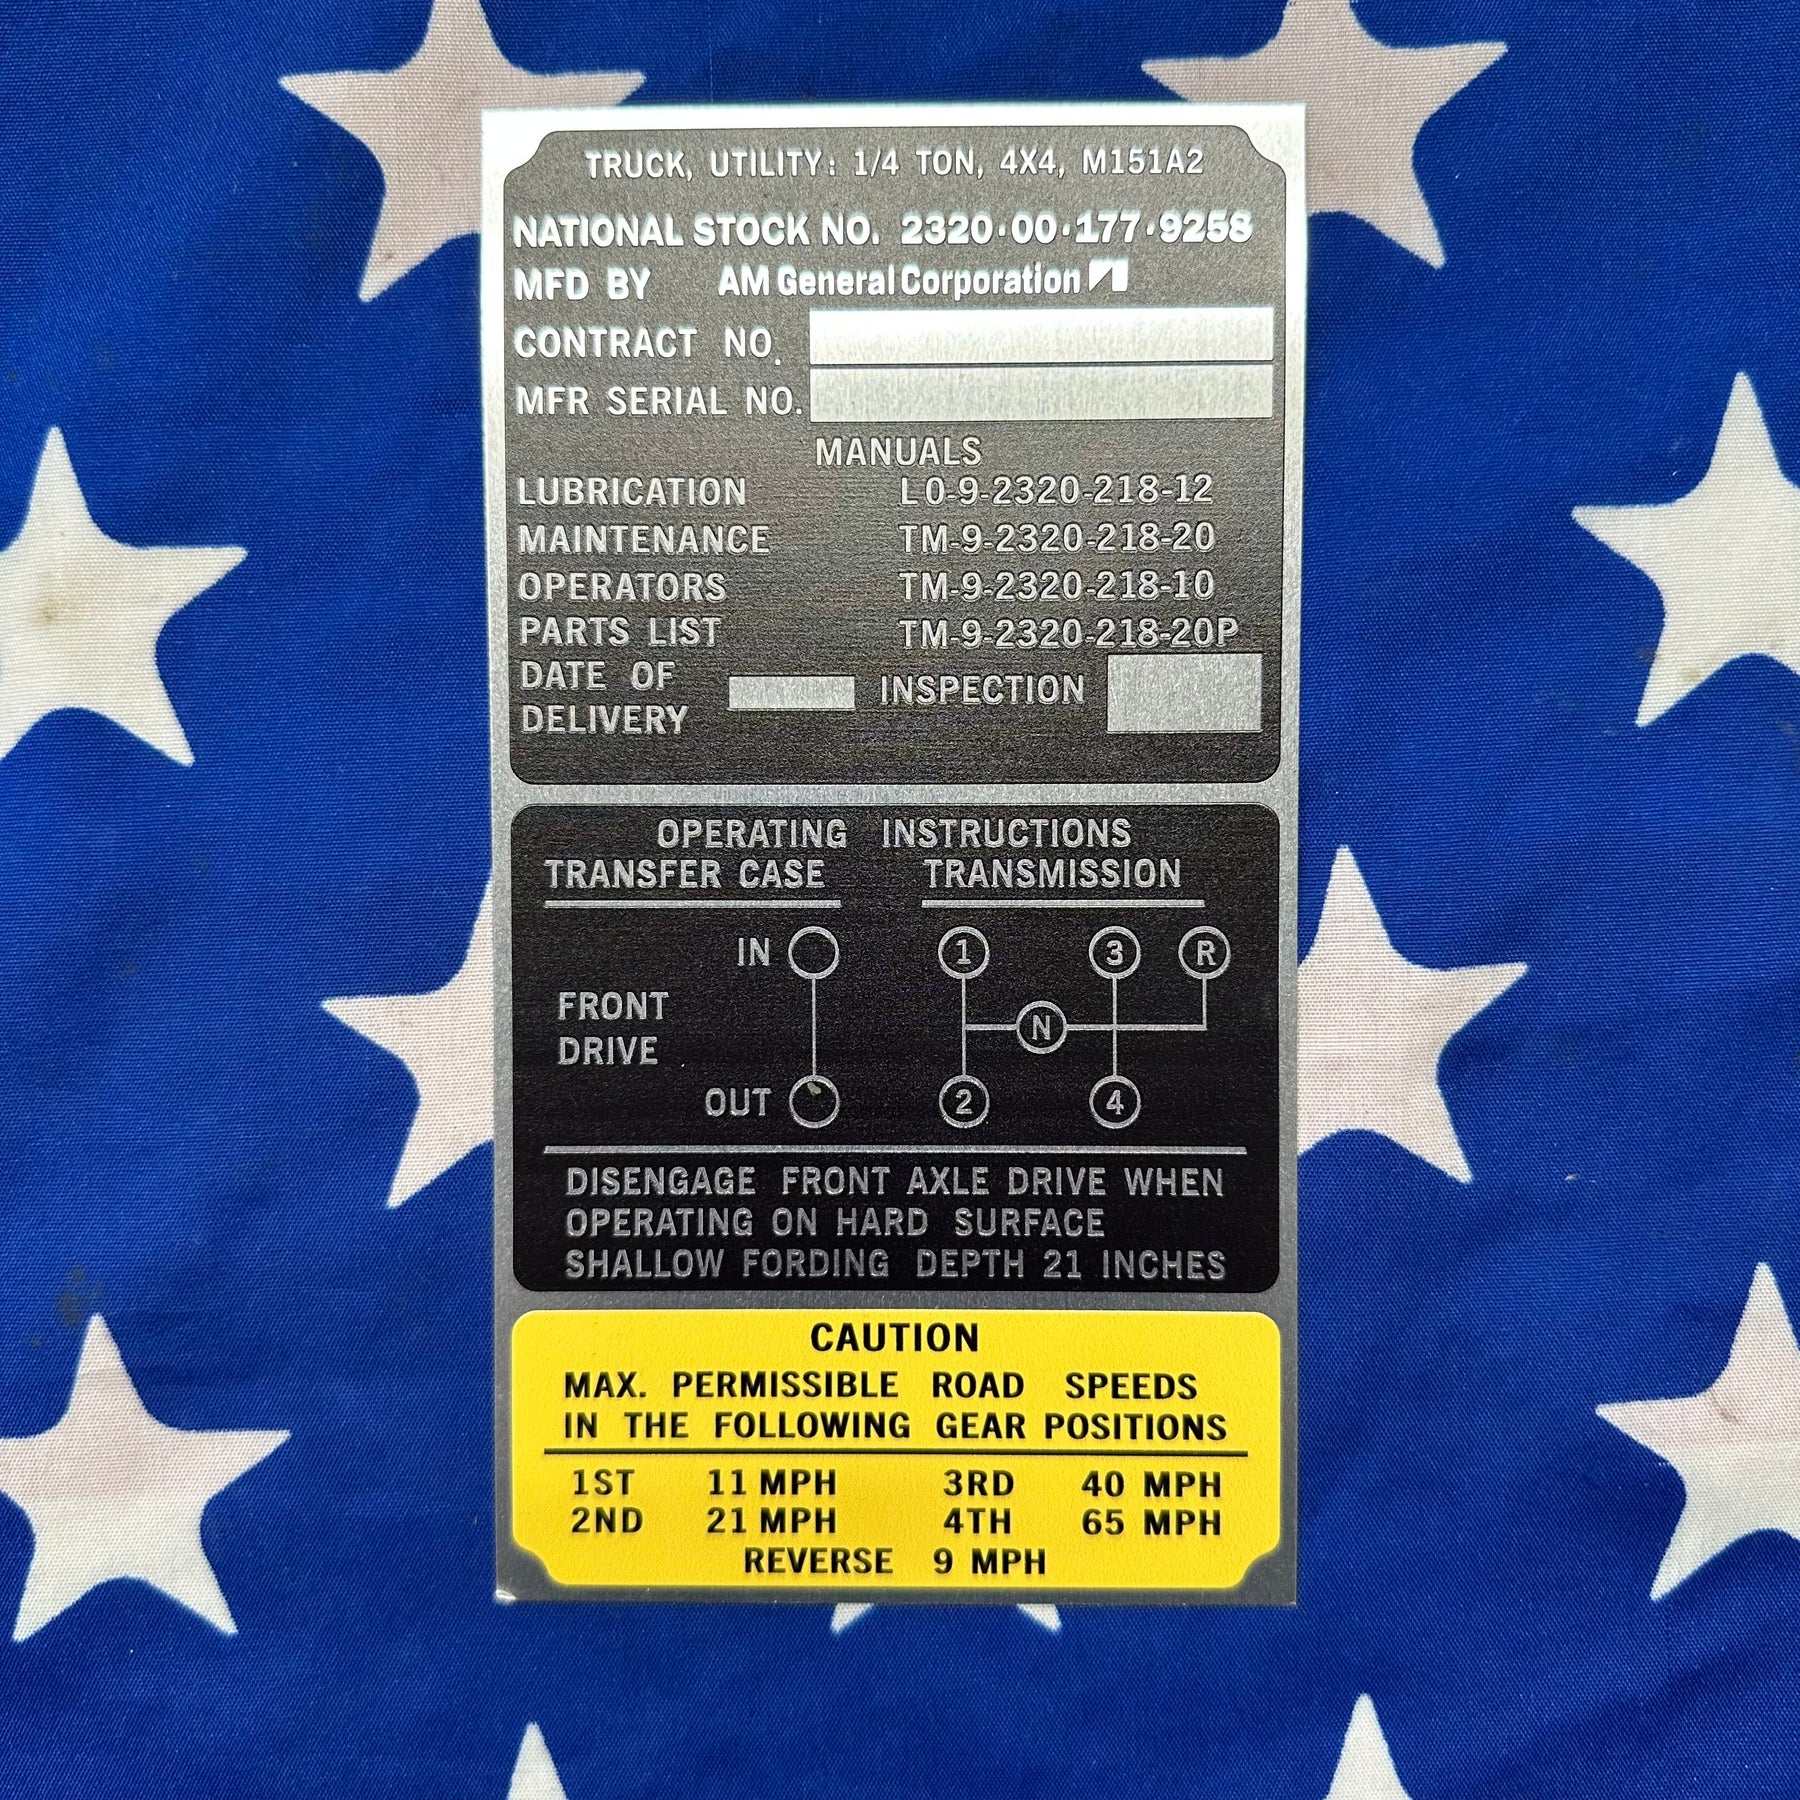 TRUCK, UTILITY: 1/4 TON, 4X4, M151A2
NATIONAL STOCK NO. 2320·00·177·9258
MFD BY AM General Corporation
CONTRACT NO.
MFR SERIAL NO.
MANUALS
LUBRICATION LO-9-2320-218-12
MAINTENANCE TM-9-2320-218-20
OPERATORS TM-9-2320-218-10
PARTS LIST TM-9-2320-218-20P
DATE OF
DELIVERY INSPECTION
OPERATING INSTRUCTIONS
TRANSFER CASE TRANSMISSION
IN 1 3 R
FRONT
DRIVE N
OUT 2 4
DISENGAGE FRONT AXLE DRIVE WHEN
OPERATING ON HARD SURFACE
SHALLOW FORDING DEPTH 21 INCHES
CAUTION
MAX. PERMISSIBLE ROAD SPEEDS
IN THE FOLLOWING GEAR POSITIONS
1ST 11 MPH 3RD 40 MPH
2ND 21 MPH 4TH 65 MPH
REVERSE 9 MPH